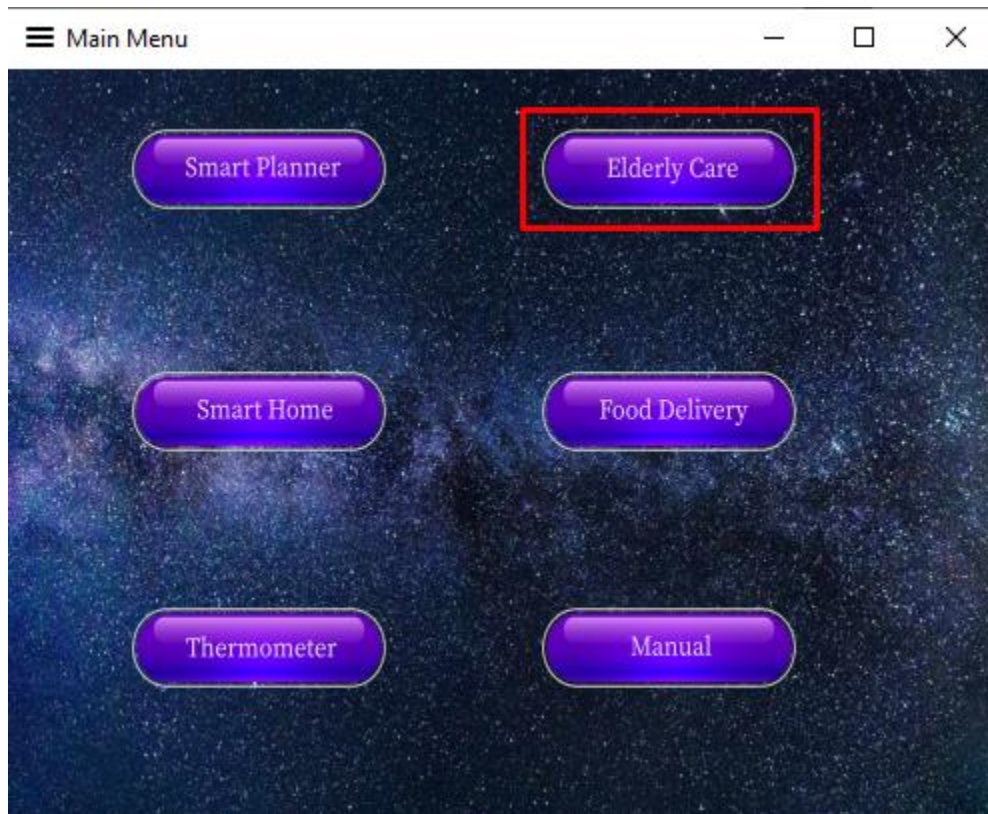 Main Menu
Smart Planner
Elderly Care
Smart Home
Food Delivery
Thermometer
Manual